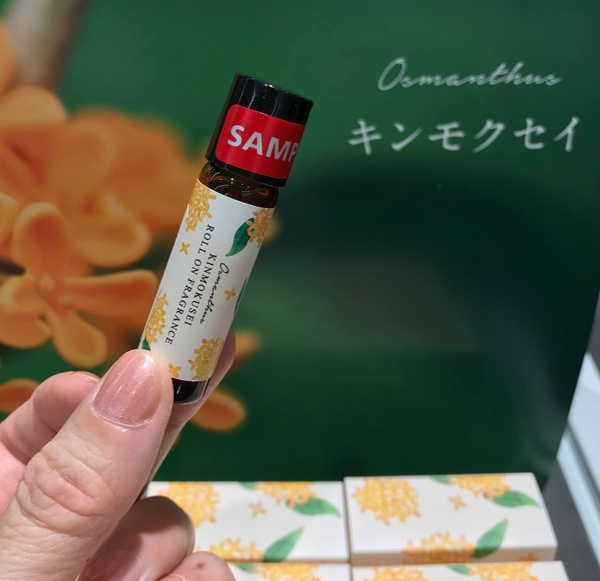 Osmanthus
キンモクセイ
SAMP
Osmanthus
KINMOKUSEI
ROLL ON FRAGRANCE